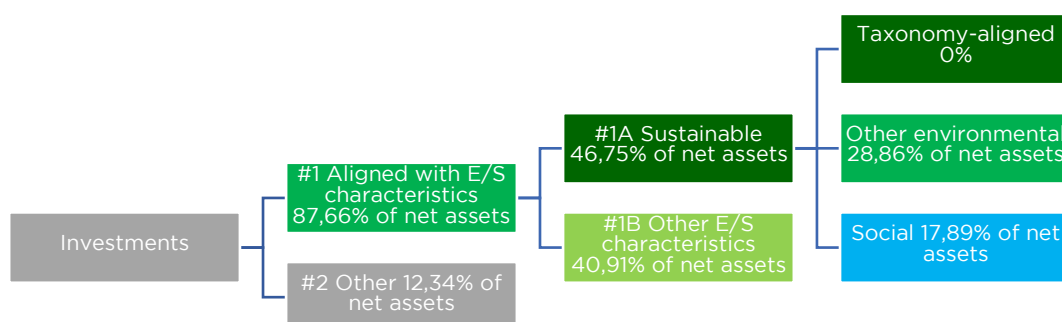 Investments
#1 Aligned with E/S
characteristics
87,66% of net assets
#2 Other 12,34% of
net assets
#1A Sustainable
46,75% of net assets
#1B Other E/S
characteristics
40,91% of net assets
Taxonomy-aligned
0%
Other environmental
28,86% of net assets
Social 17,89% of net
assets